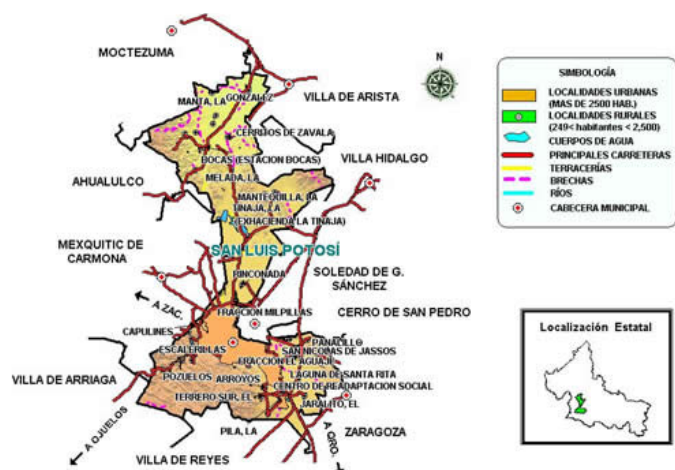 MOCTEZUMA
N
MANTA, LA
GONZALEZ
VILLA DE ARISTA
CERRITOS DE ZAVALA
BOCAS (ESTACION BOCAS)
VILLA HIDALGO
MELADA, LA
AHUALULCO
MANTEQUILLA, LA
TINAJA, LA
(EXHACIENDA LA TINAJA)
MEXQUITIC DE
CARMONA
SAN LUIS POTOSÍ
RINCONADA
SOLEDAD DE G.
SÁNCHEZ
A ZAC.
FRACCION MILPILLAS
CERRO DE SAN PEDRO
CAPULINES
PANALILLO
ESCALERILLAS
SAN NICOLAS DE JASSOS
FRACCION EL AGUAJE
VILLA DE ARRIAGA
POZUELOS
ARROYOS
LAGUNA DE SANTA RITA
CENTRO DE READAPTACION SOCIAL
TERRERO SUR, EL
JARALITO, EL
PILA, LA
A QRO.
ZARAGOZA
A OJUELOS
VILLA DE REYES
SIMBOLOGÍA
LOCALIDADES URBANAS
(MAS DE 2500 HAB.)
LOCALIDADES RURALES
(249< habitantes < 2,500)
CUERPOS DE AGUA
PRINCIPALES CARRETERAS
TERRACERÍAS
BRECHAS
RÍOS
CABECERA MUNICIPAL
Localización Estatal